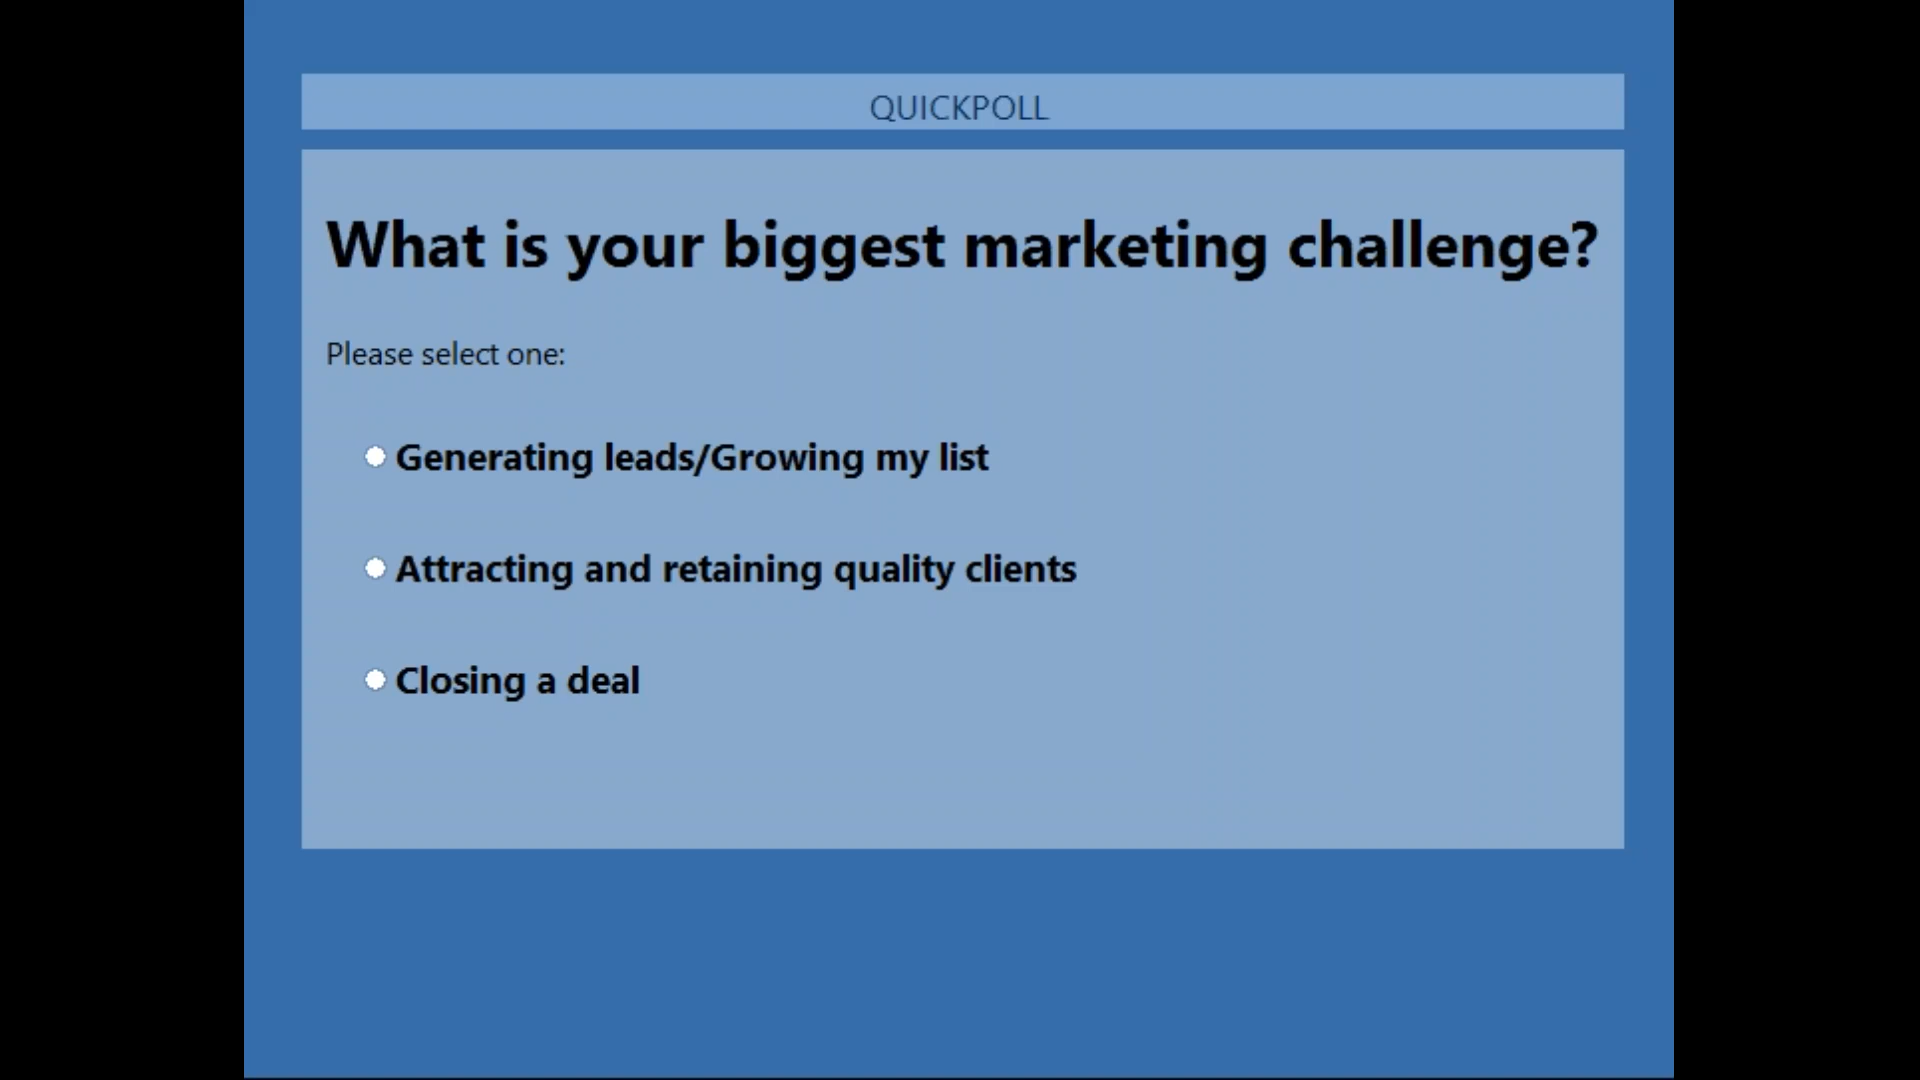 QUICKPOLL
What is your biggest marketing challenge?
Please select one:
Generating leads/Growing my list
Attracting and retaining quality clients
Closing a deal